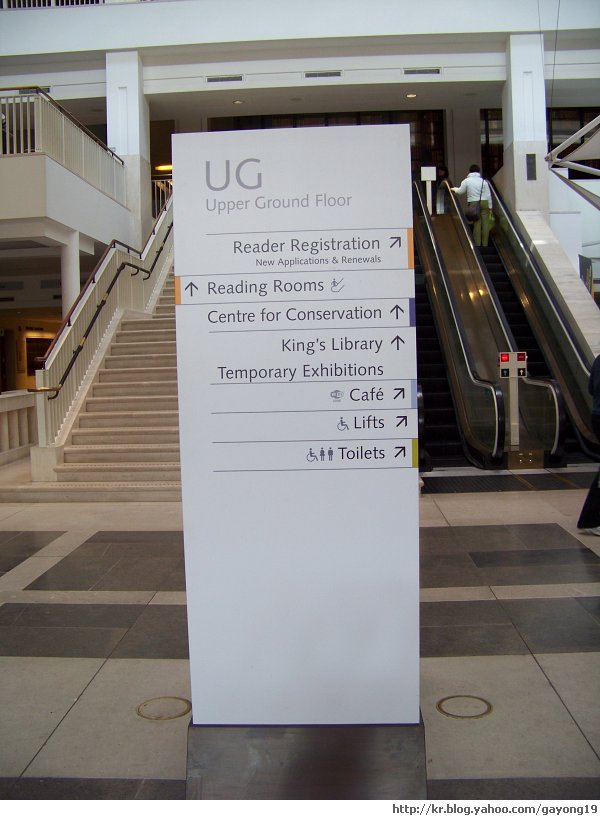 UG
Upper Ground Floor
Reader Registration
New Applications & Renewals
Reading Rooms
Centre for Conservation
King's Library
Temporary Exhibitions
Café
Lifts
Toilets
http://kr.blog.yahoo.com/gayong19